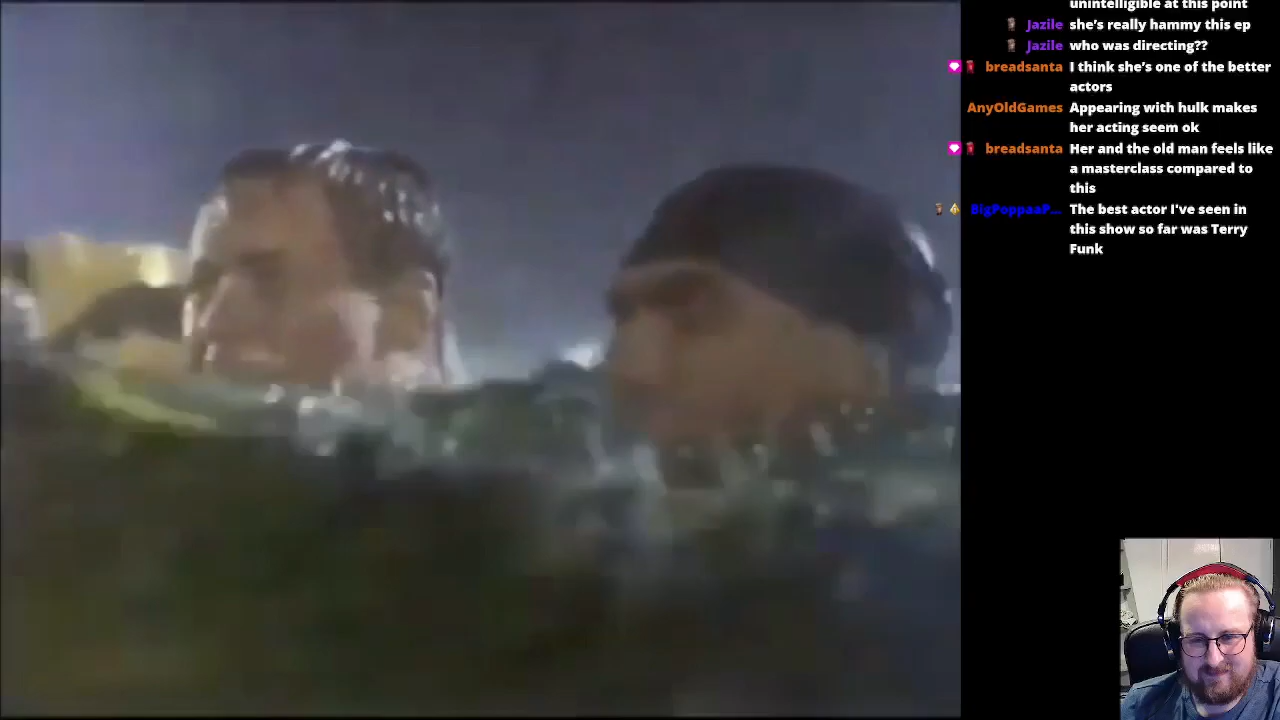 unintelligible at this point
Jazile she's really hammy this ep
Jazile who was directing??
breadsanta I think she's one of the better
actors
AnyOldGames Appearing with hulk makes
her acting seem ok
breadsanta Her and the old man feels like
a masterclass compared to
this
BigPoppaaP... The best actor I've seen in
this show so far was Terry
Funk